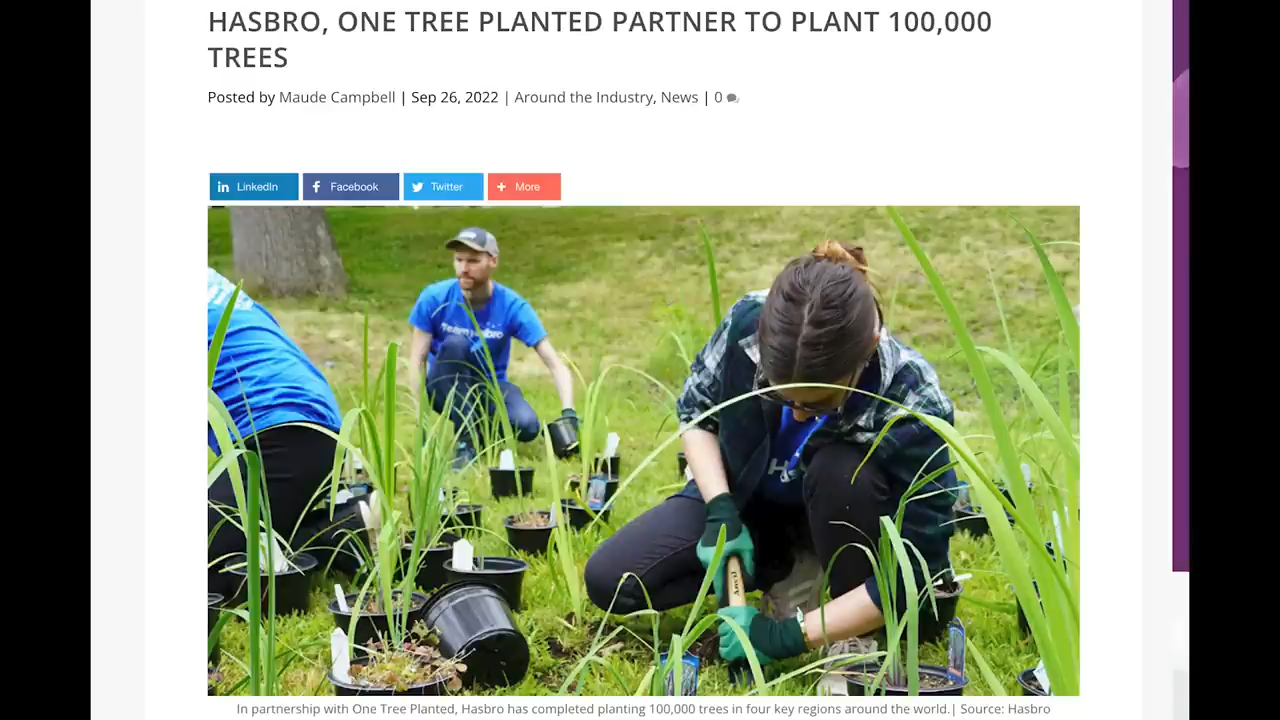 HASBRO, ONE TREE PLANTED PARTNER TO PLANT 100,000
TREES
Posted by Maude Campbell | Sep 26, 2022 | Around the Industry, News | 0
LinkedIn
Facebook
Twitter
More
Team Hasbro
In partnership with One Tree Planted, Hasbro has completed planting 100,000 trees in four key regions around the world.| Source: Hasbro